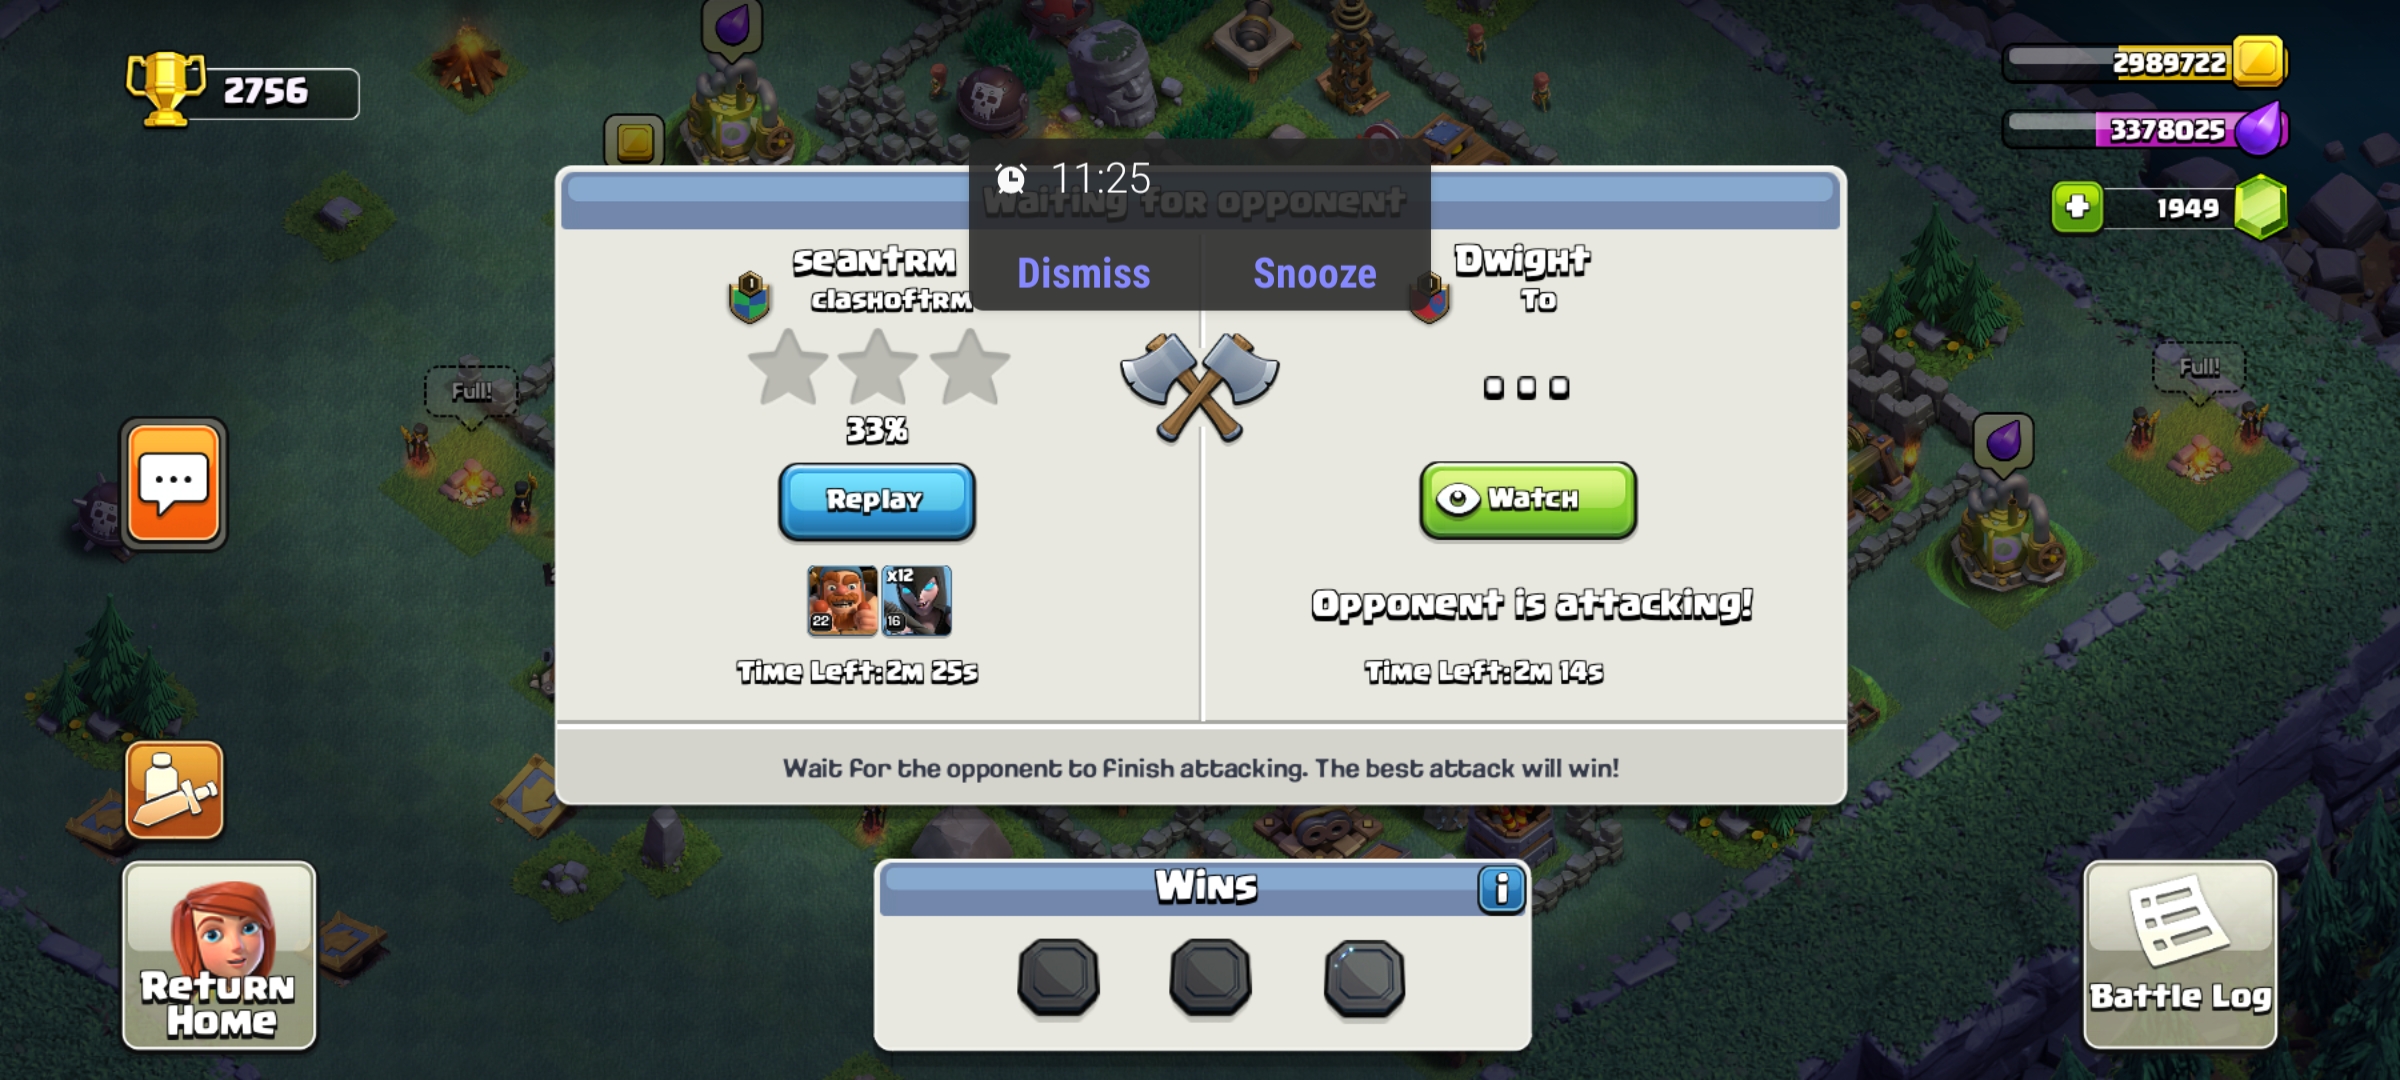 2756
2989722
3378025
1949
11:25
Waiting for opponent
Dismiss
Snooze
seantrm
clashoftrm
Dwight
To
Full!
Full!
33%
Replay
Watch
x12
22
16
Opponent is attacking!
Time Left:2m 25s
Time Left:2m 14s
Wait for the opponent to finish attacking. The best attack will win!
Wins
i
Return
Home
Battle Log